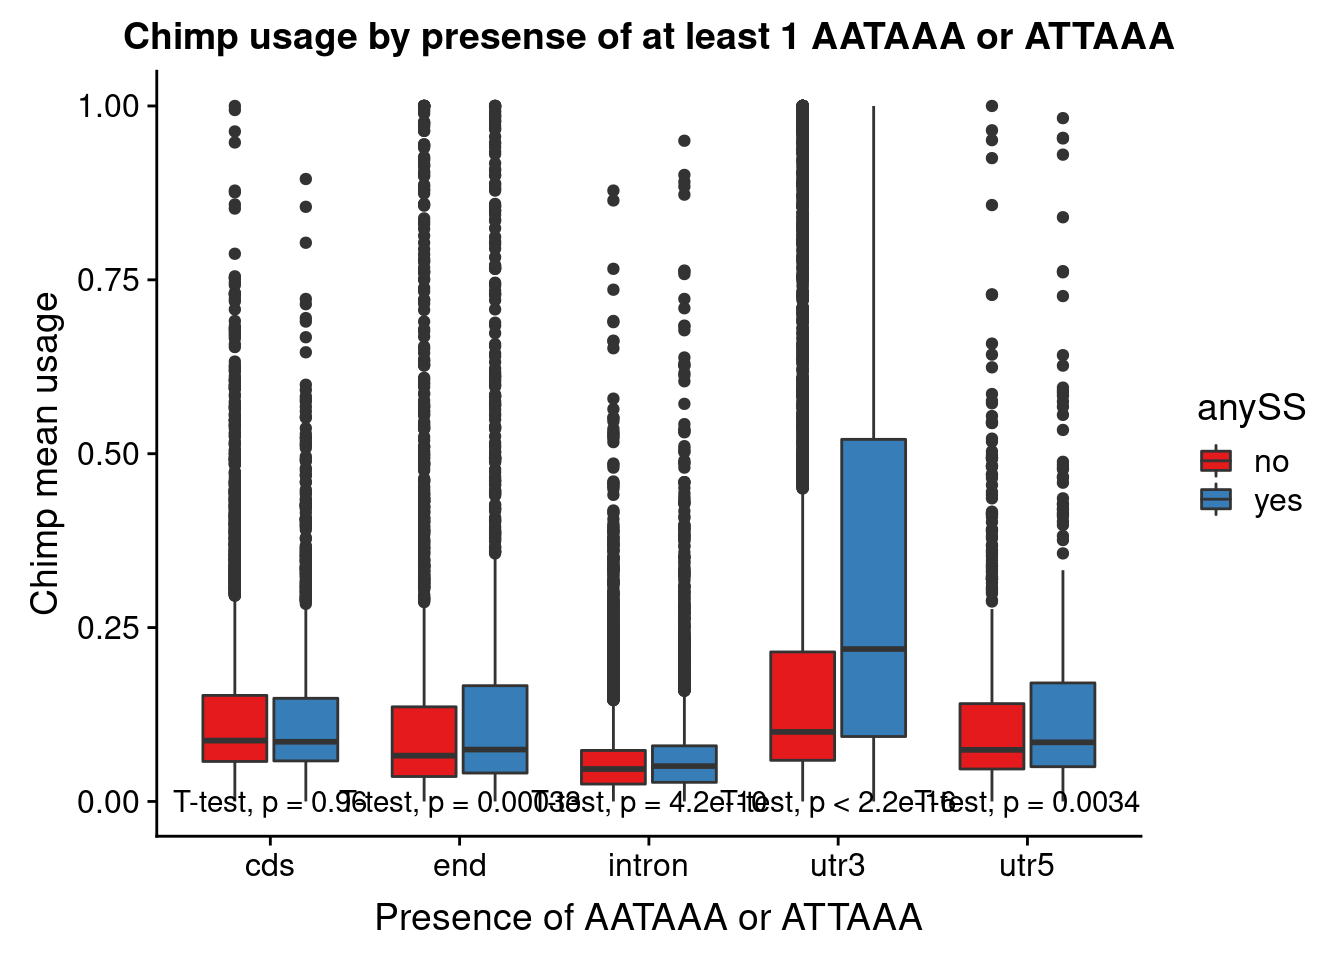 Chimp usage by presense of at least 1 AATAAA or ATTAAA
Chimp mean usage
1.00
0.75
0.50
0.25
0.00
T-test, p = 0.96
T-test, p = 0.00033
T-test, p = 4.2e-10
T-test, p < 2.2e-16
T-test, p = 0.0034
cds
end
intron
utr3
utr5
Presence of AATAAA or ATTAAA
anySS
no
yes